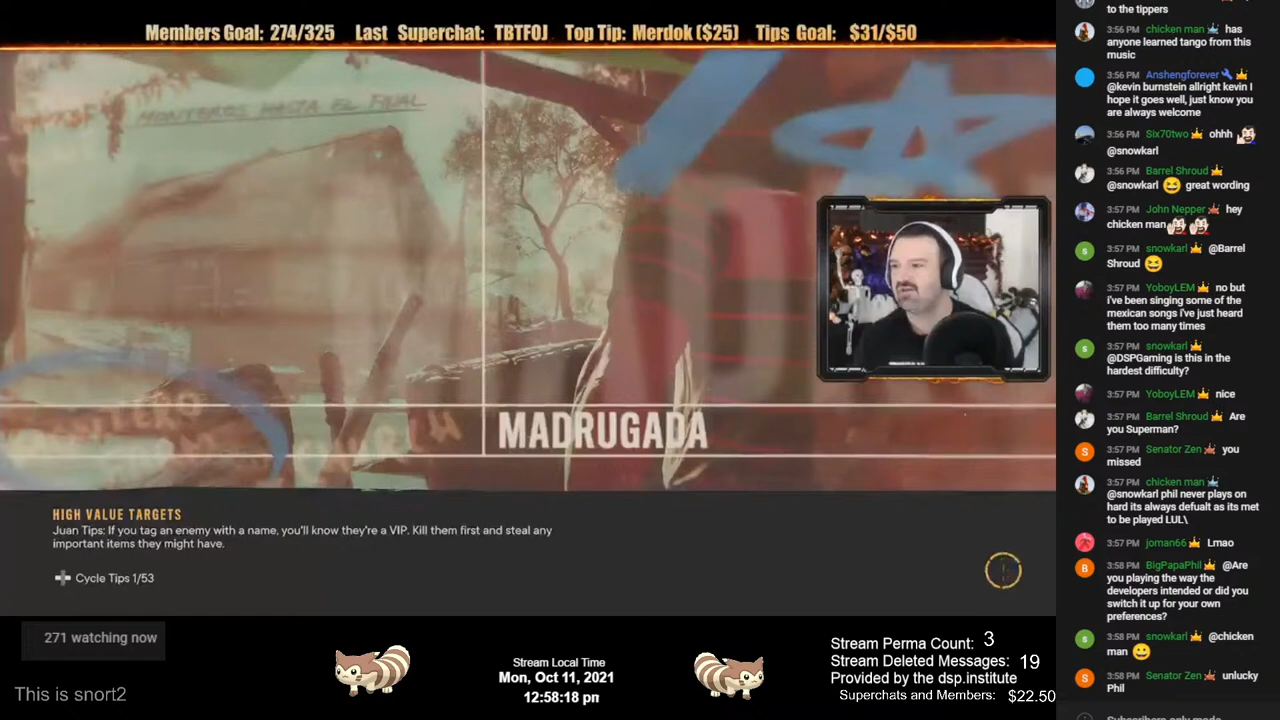 Members Goal: 274/325 Last Superchat: TBTFOJ Top Tip: Merdok ($25) Tips Goal: $31/$50
MONTEROS HASTA EL FINAL
MADRUGADA
HIGH VALUE TARGETS
Juan Tips: If you tag an enemy with a name, you'll know they're a VIP. Kill them first and steal any
important items they might have.
Cycle Tips 1/53
271 watching now
This is snort2
Stream Local Time
Mon, Oct 11, 2021
12:58:18 pm
Stream Perma Count: 3
Stream Deleted Messages: 19
Provided by the dsp.institute
Superchats and Members: $22.50
to the tippers
3:56 PM chicken man has
anyone learned tango from this
music
3:56 PM Anshengforever
@kevin burnstein allright kevin I
hope it goes well, just know you
are always welcome
3:56 PM Six70two ohhh
@snowkarl
3:56 PM Barrel Shroud
@snowkarl great wording
3:57 PM John Nepper hey
chicken man
3:57 PM snowkarl @Barrel
Shroud
3:57 PM YoboyLEM no but
i've been singing some of the
mexican songs i've just heard
them too many times
3:57 PM snowkarl
@DSPGaming is this in the
hardest difficulty?
3:57 PM YoboyLEM nice
3:57 PM Barrel Shroud Are
you Superman?
3:57 PM Senator Zen you
missed
3:57 PM chicken man
@snowkarl phil never plays on
hard its always defualt as its met
to be played LUL\
3:57 PM joman66 Lmao
3:58 PM BigPapaPhil @Are
you playing the way the
developers intended or did you
switch it up for your own
preferences?
3:58 PM snowkarl @chicken
man
3:58 PM Senator Zen unlucky
Phil